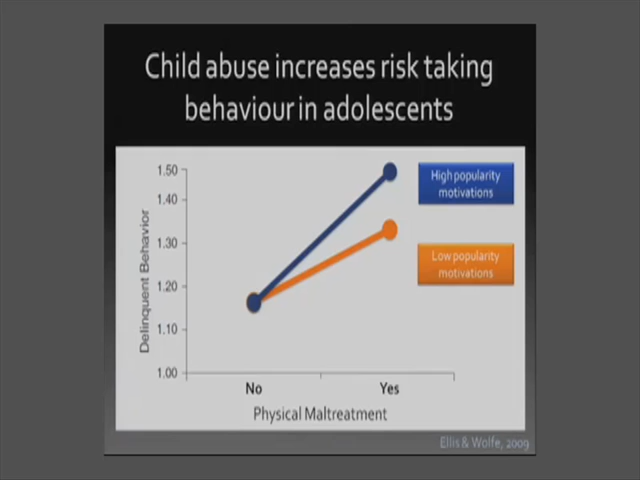 Child abuse increases risk taking
behaviour in adolescents
1.50
1.40
1.30
1.20
1.10
1.00
Delinquent Behavior
High popularity
motivations
Low popularity
motivations
No
Yes
Physical Maltreatment
Ellis & Wolfe, 2009